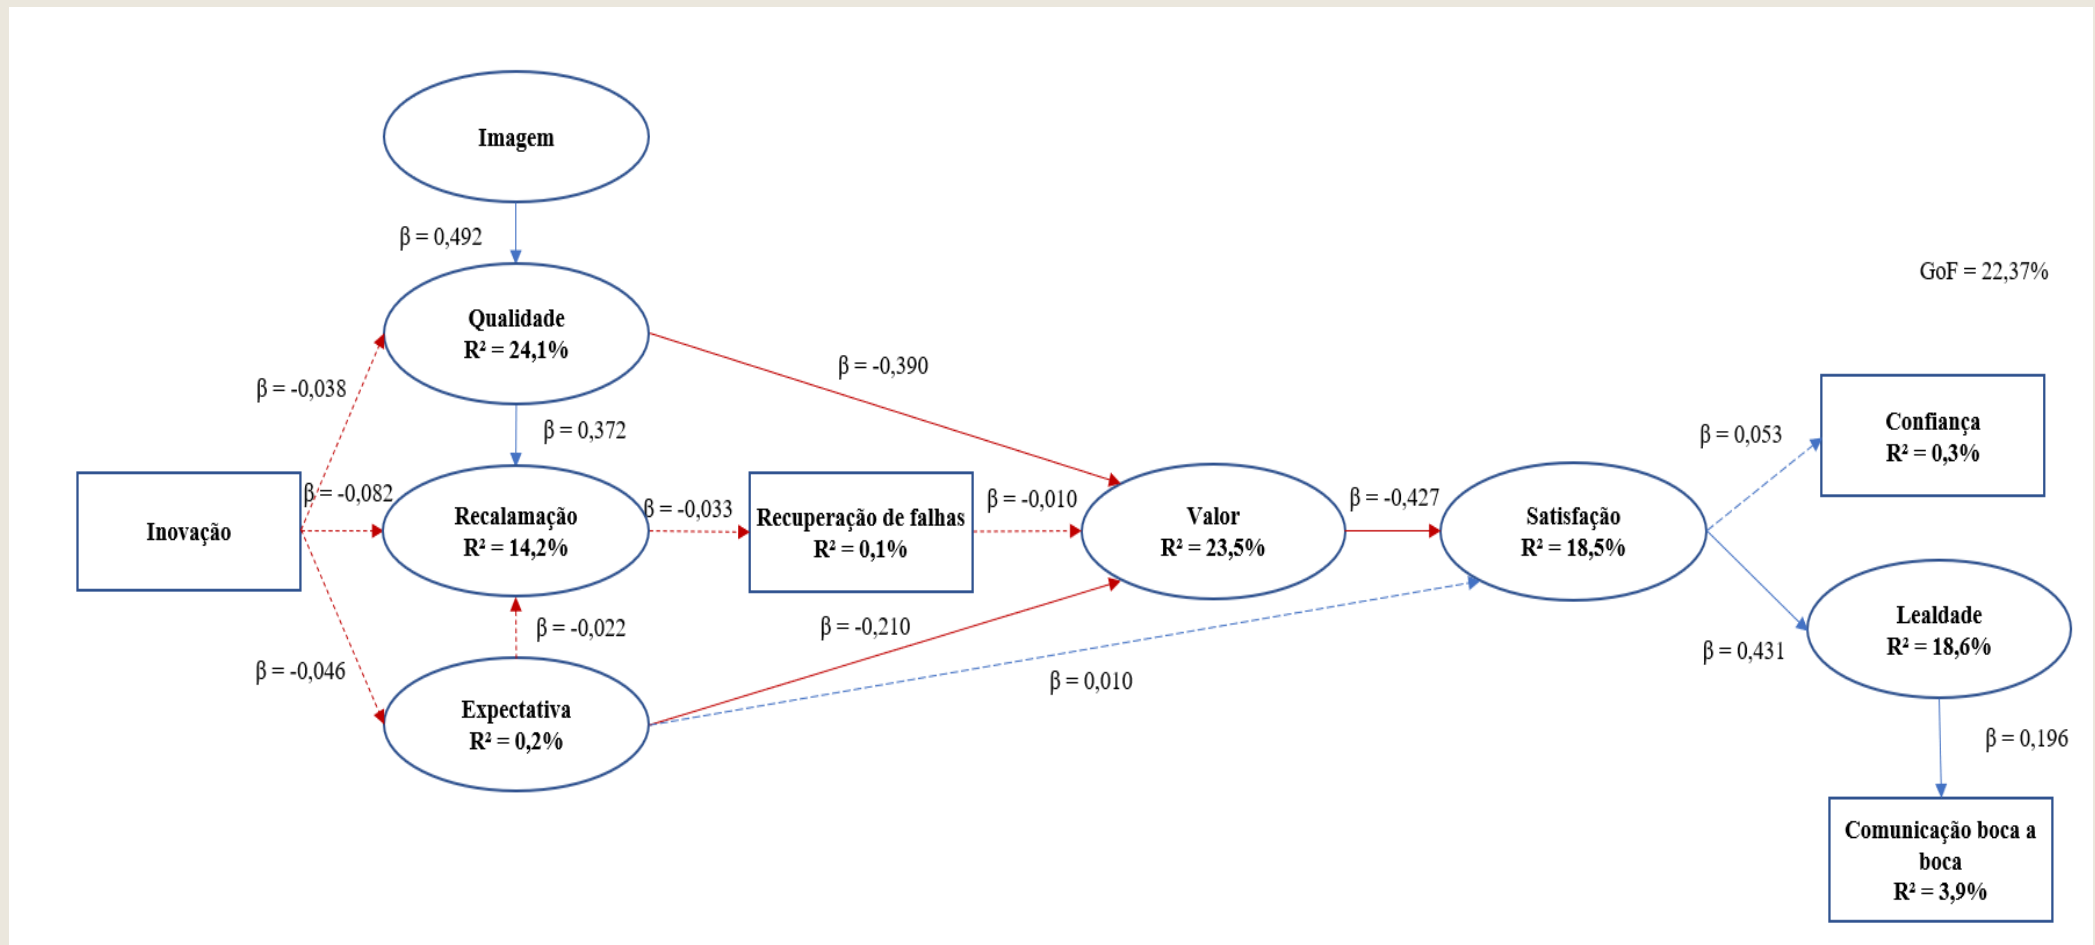 Imagem
β = 0,492
GoF = 22,37%
Qualidade
R² = 24,1%
β = -0,390
β = -0,038
β = 0,372
Confiança
R² = 0,3%
β = 0,053
β = -0,082
Inovação
Recalamação
R² = 14,2%
β = -0,033
Recuperação de falhas
R² = 0,1%
β = -0,010
Valor
R² = 23,5%
β = -0,427
Satisfação
R² = 18,5%
Lealdade
R² = 18,6%
β = -0,022
β = -0,210
β = 0,431
β = -0,046
β = 0,010
Expectativa
R² = 0,2%
β = 0,196
Comunicação boca a
boca
R² = 3,9%